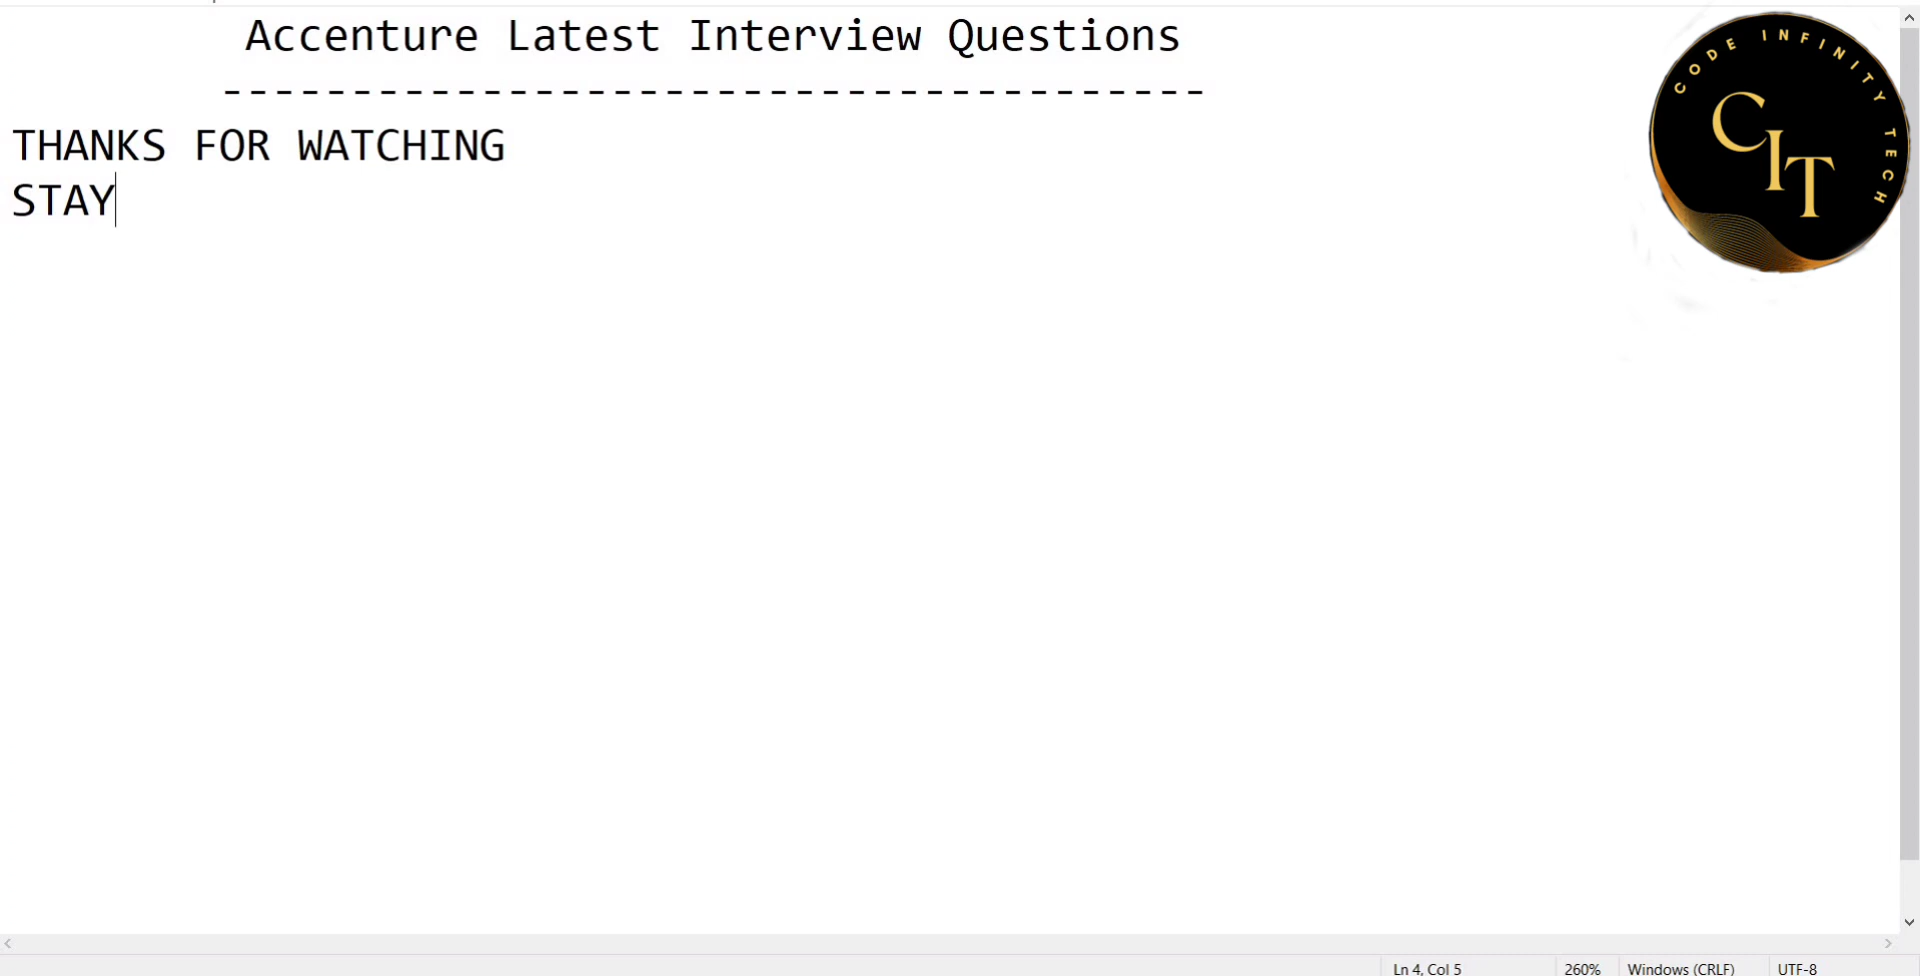 Accenture Latest Interview Questions
--------------------------------------
THANKS FOR WATCHING
STAY
CODE INFINITY TECH
CIT
Ln 4, Col 5 260% Windows (CRLF) UTF-8